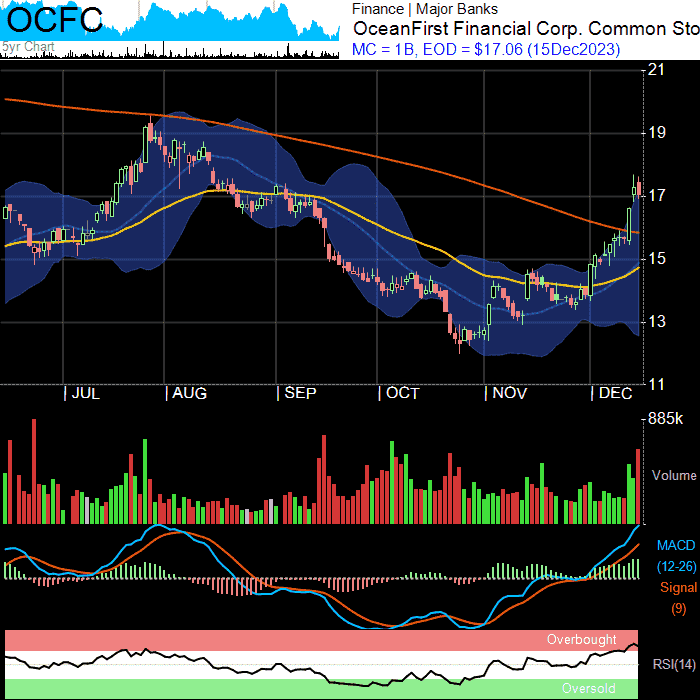 OCFC
5yr Chart
Finance | Major Banks
OceanFirst Financial Corp. Common Sto
MC = 1B, EOD = $17.06 (15Dec2023)
21
19
17
15
13
11
| JUL | AUG | SEP | OCT | NOV | DEC
885k
Volume
MACD
(12-26)
Signal
(9)
Overbought
RSI(14)
Oversold